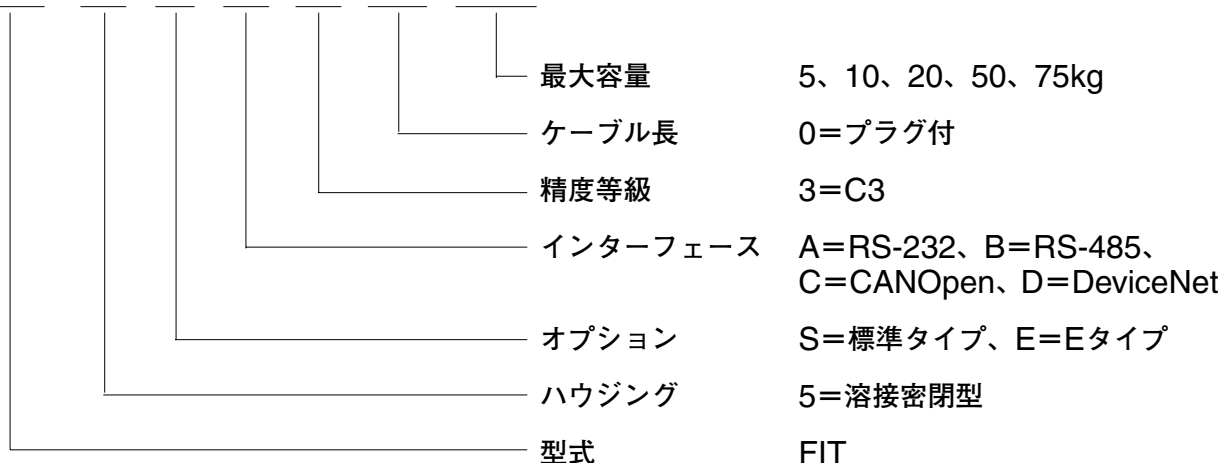 最大容量 5、10、20、50、75kg
ケーブル長 0=プラグ付
精度等級 3=C3
インターフェース A=RS-232、B=RS-485、
C=CANOpen、D=DeviceNet
オプション S=標準タイプ、E=Eタイプ
ハウジング 5=溶接密閉型
型式 FIT